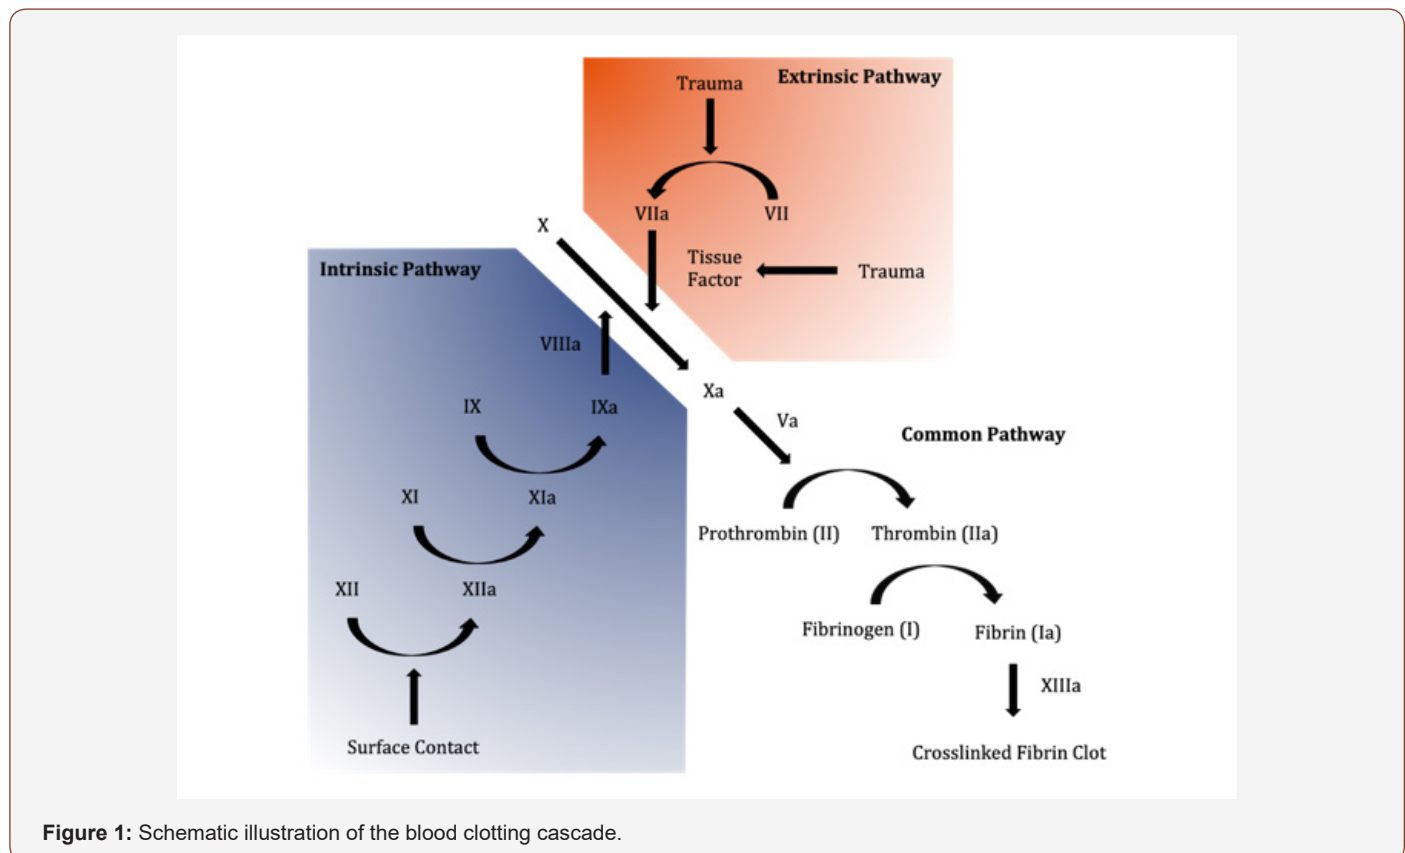 Extrinsic Pathway
Trauma
VIIa
VII
X
Tissue
Factor
Trauma
Intrinsic Pathway
VIIIa
Xa
IX
IXa
Va
Common Pathway
XI
XIa
Prothrombin (II)
Thrombin (IIa)
XII
XIIa
Fibrinogen (I)
Fibrin (Ia)
XIIIa
Surface Contact
Crosslinked Fibrin Clot
Figure 1: Schematic illustration of the blood clotting cascade.